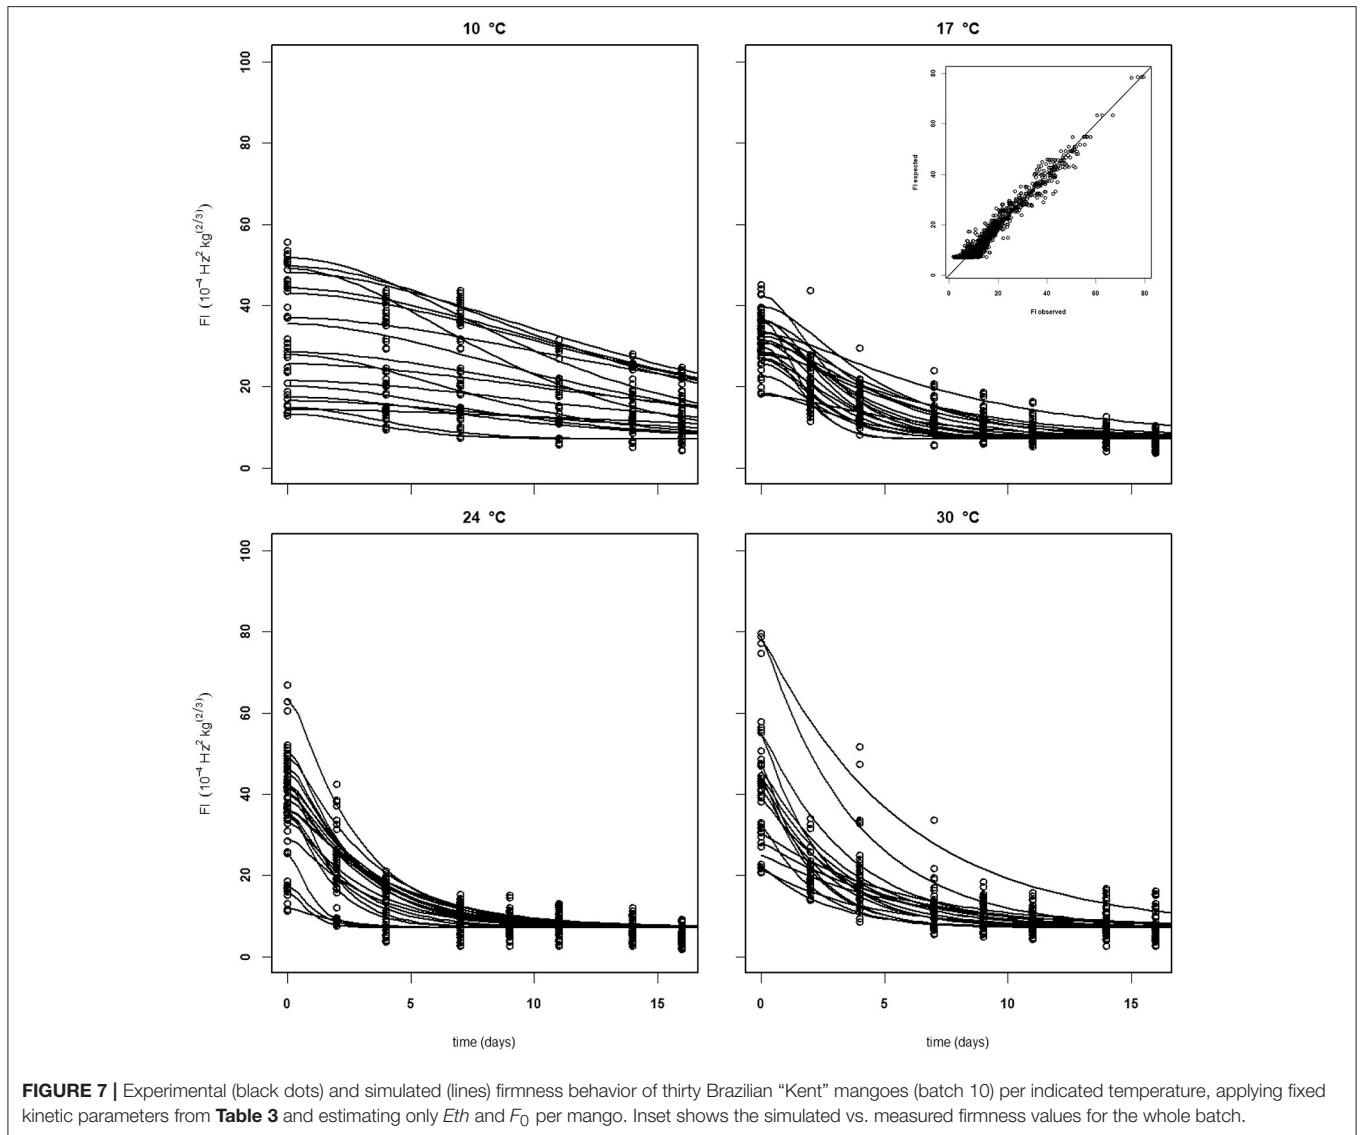 10 °C
17 °C
100
80
60
40
20
0
FI (10⁻⁴ Hz² kg^(2/3))
0
5
10
15
80
60
40
20
0
FI expected
0
20
40
60
80
FI observed
24 °C
30 °C
100
80
60
40
20
0
FI (10⁻⁴ Hz² kg^(2/3))
0
5
10
15
time (days)
0
5
10
15
time (days)
FIGURE 7 | Experimental (black dots) and simulated (lines) firmness behavior of thirty Brazilian “Kent” mangoes (batch 10) per indicated temperature, applying fixed
kinetic parameters from Table 3 and estimating only Eth and F₀ per mango. Inset shows the simulated vs. measured firmness values for the whole batch.